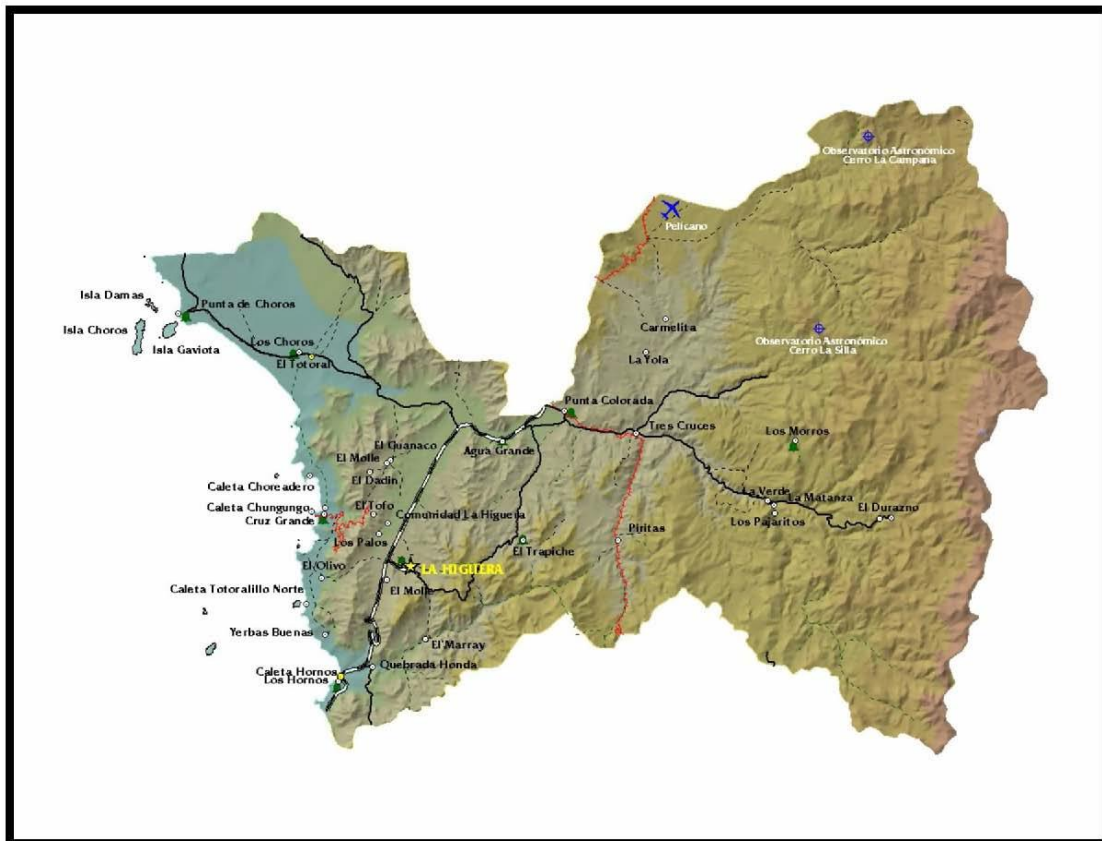 Observatorio Astronómico
Cerro La Campana
Pelícano
Isla Damas
Punta de Choros
Isla Choros
Isla Gaviota
Los Choros
El Totoral
Carmelita
La Yola
Observatorio Astronómico
Cerro La Silla
Punta Colorada
Tres Cruces
Los Morros
Agua Grande
El Guanaco
El Molle
El Dadin
Caleta Choreadero
Caleta Chungungo
Cruz Grande
El Tofo
Comunidad La Higuera
Los Palos
La Verde
La Matanza
Los Pajaritos
El Durazno
Piritas
El Trapiche
LA HIGUERA
El Olivo
El Molle
Caleta Totoralillo Norte
Yerbas Buenas
El Marray
Quebrada Honda
Caleta Hornos
Los Hornos